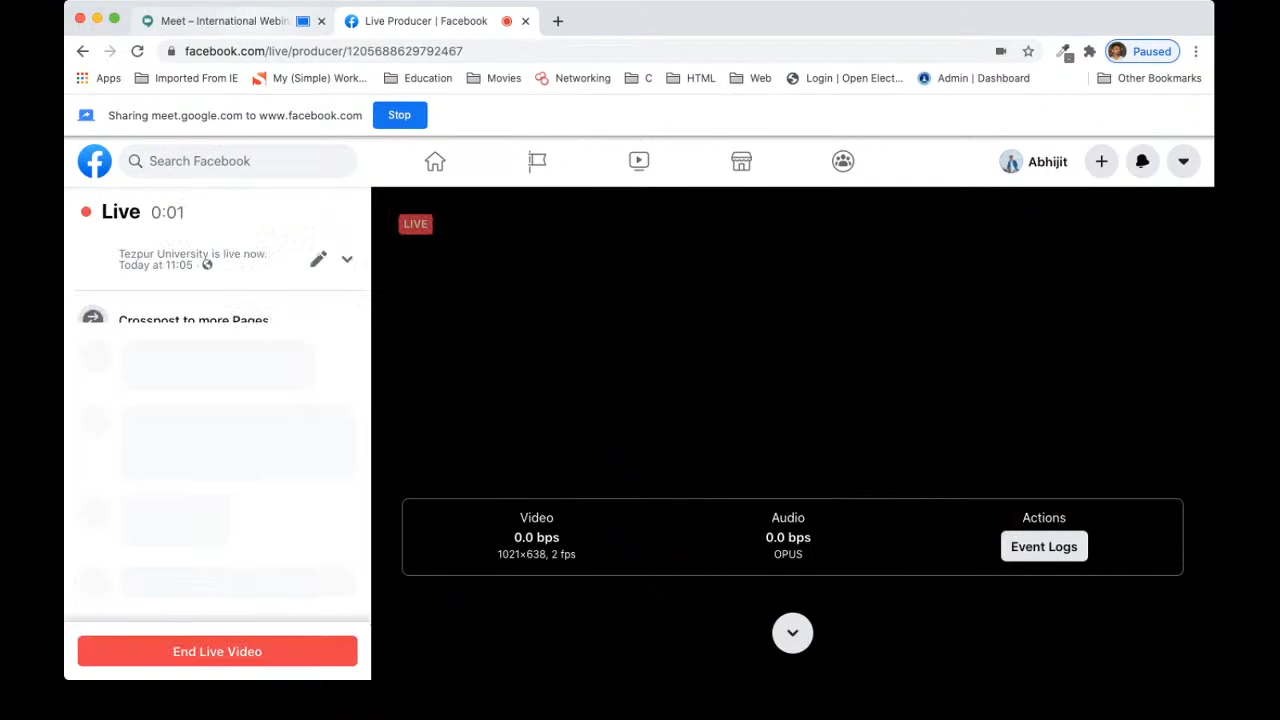 Meet – International Webin
Live Producer | Facebook
facebook.com/live/producer/1205688629792467
Paused
Apps
Imported From IE
My (Simple) Work...
Education
Movies
Networking
C
HTML
Web
Login | Open Elect...
Admin | Dashboard
Other Bookmarks
Sharing meet.google.com to www.facebook.com
Stop
Search Facebook
Abhijit
Live 0:01
LIVE
Tezpur University is live now.
Today at 11:05 ·
Crosspost to more Pages
Video
Audio
Actions
0.0 bps
0.0 bps
Event Logs
1021×638, 2 fps
OPUS
End Live Video